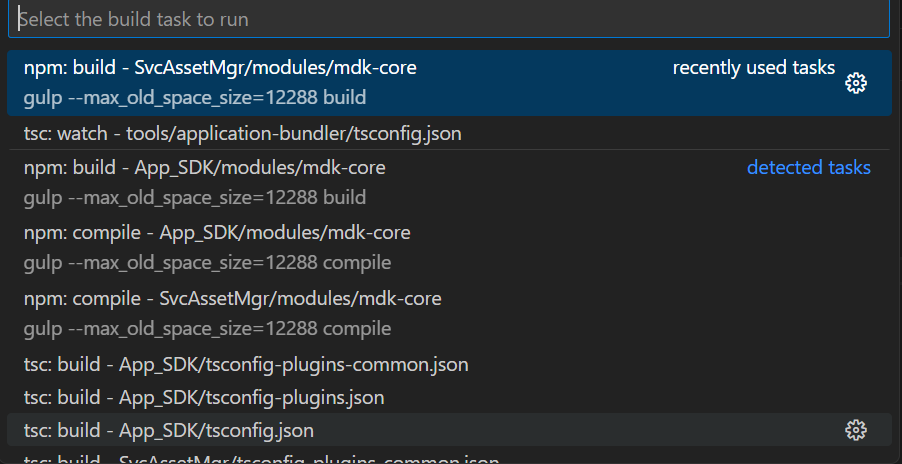 Select the build task to run
npm: build - SvcAssetMgr/modules/mdk-core recently used tasks
gulp --max_old_space_size=12288 build
tsc: watch - tools/application-bundler/tsconfig.json
npm: build - App_SDK/modules/mdk-core detected tasks
gulp --max_old_space_size=12288 build
npm: compile - App_SDK/modules/mdk-core
gulp --max_old_space_size=12288 compile
npm: compile - SvcAssetMgr/modules/mdk-core
gulp --max_old_space_size=12288 compile
tsc: build - App_SDK/tsconfig-plugins-common.json
tsc: build - App_SDK/tsconfig-plugins.json
tsc: build - App_SDK/tsconfig.json
tsc: build - SvcAssetMgr/tsconfig-plugins-common.json